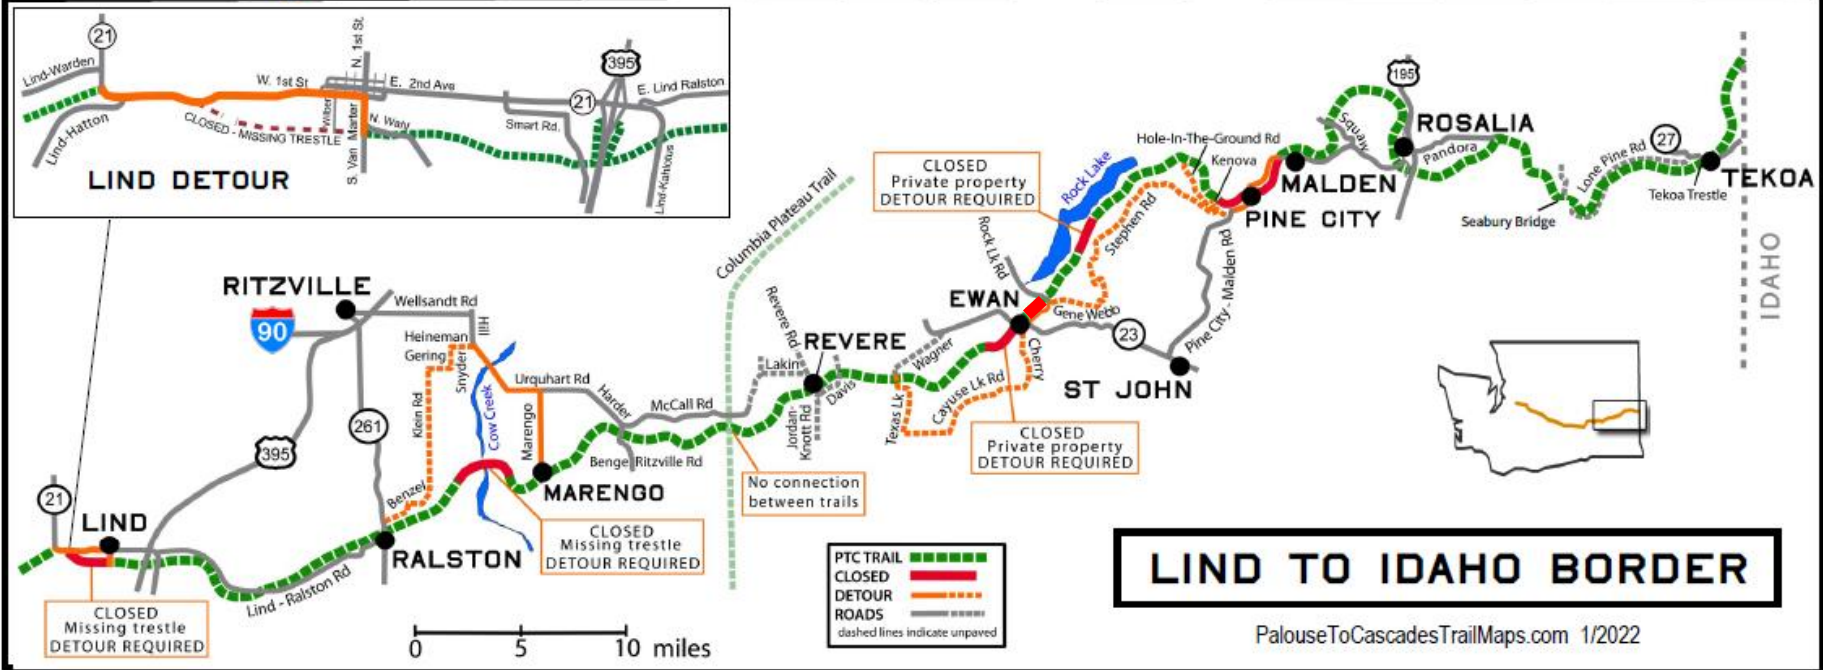 21
Lind-Warden
W. 1st St
N. 1st St.
E. 2nd Ave
395
21
E. Lind Ralston
Wilber
Smart Rd.
N. Waly
CLOSED - MISSING TRESTLE
Lind-Hatton
S. Van Marter
Lind-Kahlotus
LIND DETOUR
195
ROSALIA
Squaw
Pandora
Hole-In-The-Ground Rd
Kenova
MALDEN
PINE CITY
27
Lone Pine Rd
TEKOA
Tekoa Trestle
Seabury Bridge
IDAHO
CLOSED
Private property
DETOUR REQUIRED
Rock Lake
Stephen Rd
Rock Lk Rd
Columbia Plateau Trail
EWAN
Gene Webb
23
Pine City - Malden Rd
ST JOHN
RITZVILLE
90
Wellsandt Rd
Hill
Heineman
Gering
Snyder
Revere Rd
REVERE
Lakin
Wagner
Cherry
Davis
Cayuse Lk Rd
Texas Lk
Urquhart Rd
Harder
McCall Rd
Jordan-
Knott Rd
Klein Rd
Cow Creek
Marengo
261
395
Benge Ritzville Rd
CLOSED
Private property
DETOUR REQUIRED
No connection
between trails
MARENGO
Benzel
21
LIND
RALSTON
CLOSED
Missing trestle
DETOUR REQUIRED
Lind - Ralston Rd
CLOSED
Missing trestle
DETOUR REQUIRED
0 5 10 miles
PTC TRAIL
CLOSED
DETOUR
ROADS
dashed lines indicate unpaved
LIND TO IDAHO BORDER
PalouseToCascadesTrailMaps.com 1/2022